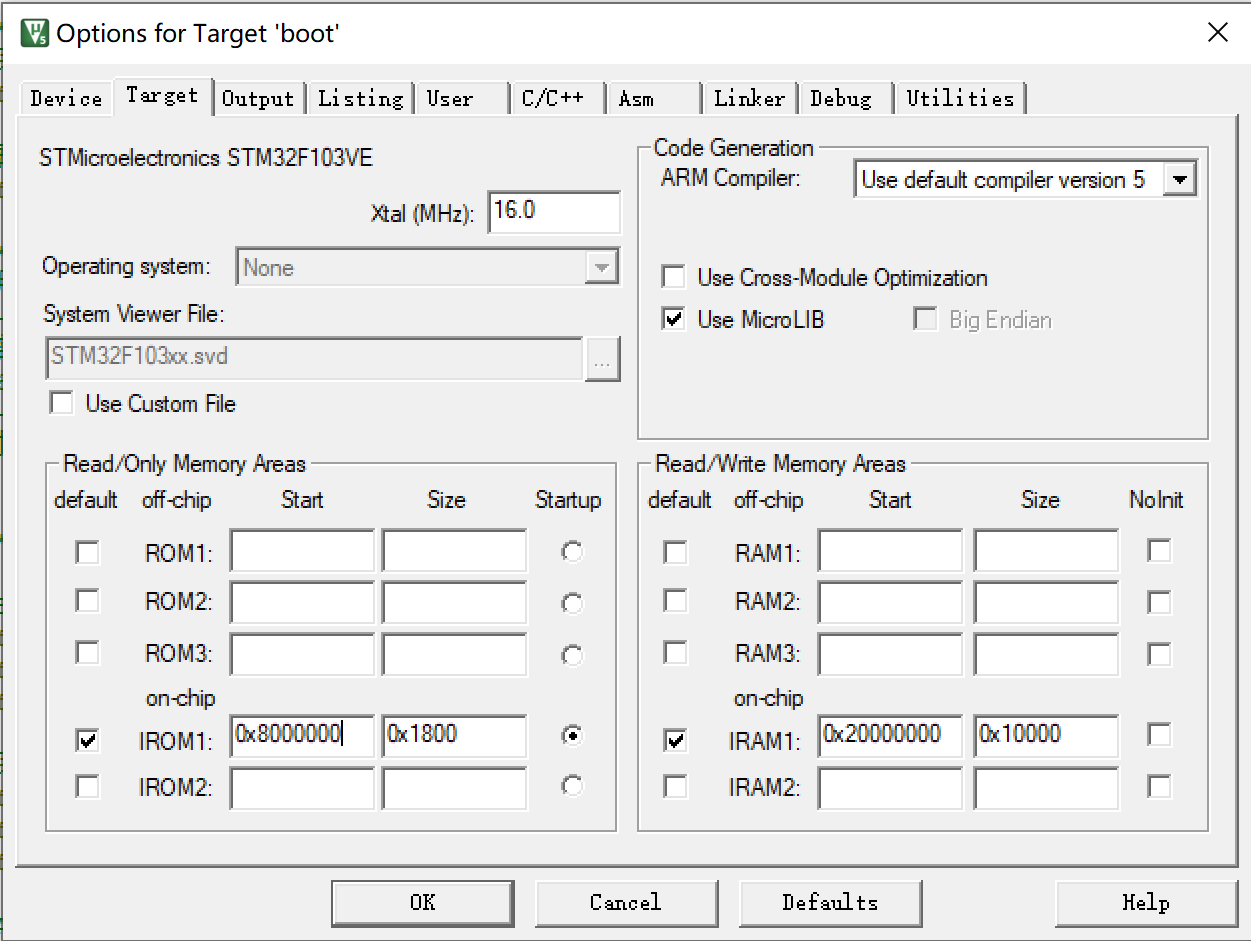 Options for Target 'boot'
Device Target Output Listing User C/C++ Asm Linker Debug Utilities
STMicroelectronics STM32F103VE
Xtal (MHz): 16.0
Operating system: None
System Viewer File:
STM32F103xx.svd ...
Use Custom File
Code Generation
ARM Compiler: Use default compiler version 5
Use Cross-Module Optimization
Use MicroLIB Big Endian
Read/Only Memory Areas
default off-chip Start Size Startup
ROM1:
ROM2:
ROM3:
on-chip
IROM1: 0x8000000 0x1800
IROM2:
Read/Write Memory Areas
default off-chip Start Size NoInit
RAM1:
RAM2:
RAM3:
on-chip
IRAM1: 0x20000000 0x10000
IRAM2:
OK Cancel Defaults Help